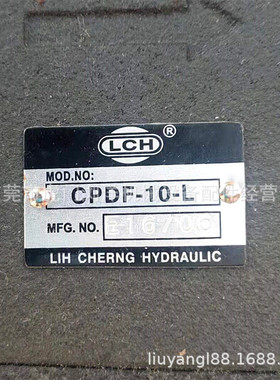 LCH ®
MOD.NO:
CPDF-10-L
MFG. NO.
LIH CHERNG HYDRAULIC
liuyangl88.1688.